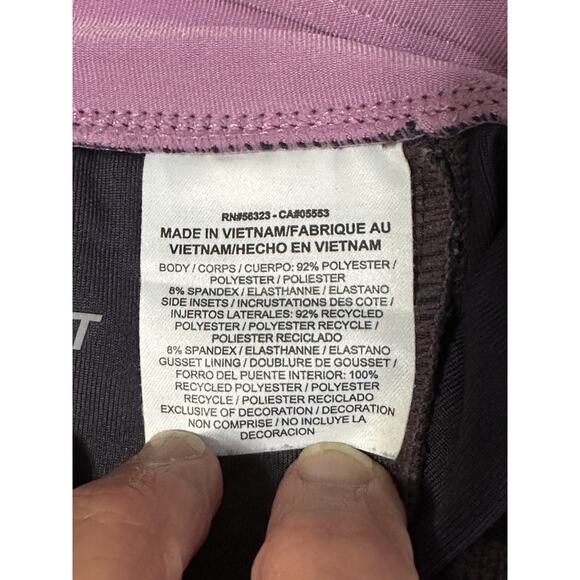 RN#56323 - CA#05553
MADE IN VIETNAM/FABRIQUE AU
VIETNAM/HECHO EN VIETNAM
BODY / CORPS / CUERPO: 92% POLYESTER /
POLYESTER / POLIESTER
8% SPANDEX / ELASTHANNE / ELASTANO
SIDE INSETS / INCRUSTATIONS DES COTE /
INJERTOS LATERALES: 92% RECYCLED
POLYESTER / POLYESTER RECYCLE /
POLIESTER RECICLADO
8% SPANDEX / ELASTHANNE / ELASTANO
GUSSET LINING / DOUBLURE DE GOUSSET /
FORRO DEL PUENTE INTERIOR: 100%
RECYCLED POLYESTER / POLYESTER
RECYCLE / POLIESTER RECICLADO
EXCLUSIVE OF DECORATION / DECORATION
NON COMPRISE / NO INCLUYE LA
DECORACION